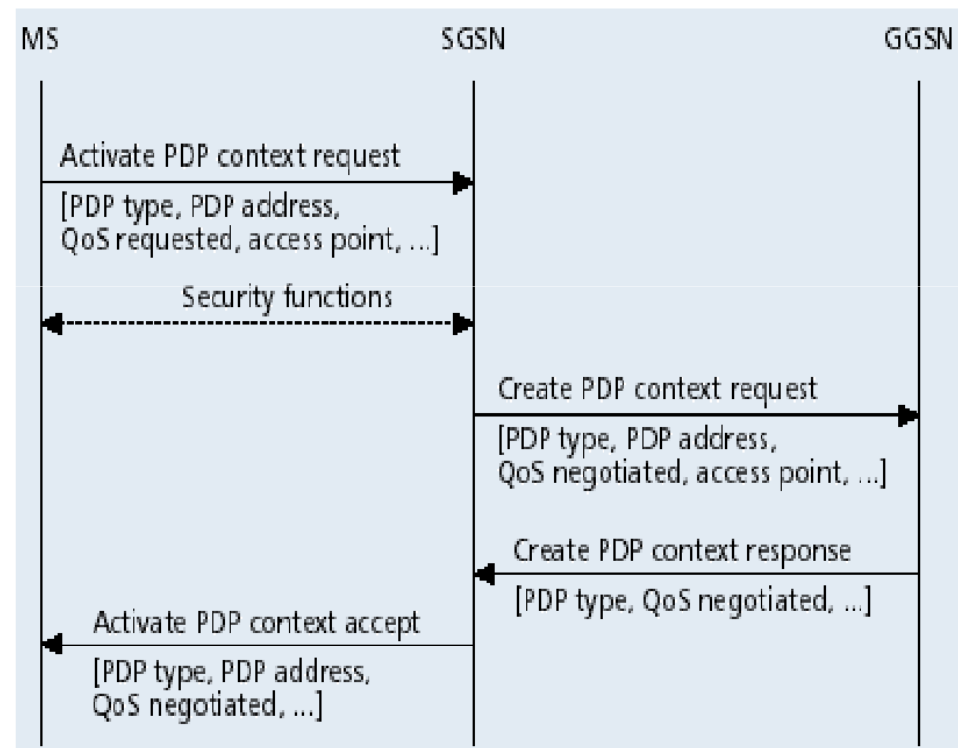 MS SGSN GGSN
Activate PDP context request
[PDP type, PDP address,
QoS requested, access point, ...]
Security functions
Create PDP context request
[PDP type, PDP address,
QoS negotiated, access point, ...]
Create PDP context response
[PDP type, QoS negotiated, ...]
Activate PDP context accept
[PDP type, PDP address,
QoS negotiated, ...]